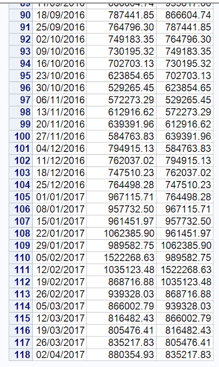 90 18/09/2016 787441.85 866604.74
91 25/09/2016 764796.30 787441.85
92 02/10/2016 749183.35 764796.30
93 09/10/2016 730195.32 749183.35
94 16/10/2016 702703.13 730195.32
95 23/10/2016 623854.65 702703.13
96 30/10/2016 529265.45 623854.65
97 06/11/2016 572273.29 529265.45
98 13/11/2016 612916.62 572273.29
99 20/11/2016 639391.96 612916.62
100 27/11/2016 584763.83 639391.96
101 04/12/2016 794915.13 584763.83
102 11/12/2016 762037.02 794915.13
103 18/12/2016 747510.23 762037.02
104 25/12/2016 764498.28 747510.23
105 01/01/2017 967115.71 764498.28
106 08/01/2017 957732.50 967115.71
107 15/01/2017 961451.97 957732.50
108 22/01/2017 1062385.90 961451.97
109 29/01/2017 989582.75 1062385.90
110 05/02/2017 1522268.63 989582.75
111 12/02/2017 1035123.48 1522268.63
112 19/02/2017 868716.88 1035123.48
113 26/02/2017 939328.03 868716.88
114 05/03/2017 866002.79 939328.03
115 12/03/2017 816482.43 866002.79
116 19/03/2017 805476.41 816482.43
117 26/03/2017 835217.83 805476.41
118 02/04/2017 880354.93 835217.83